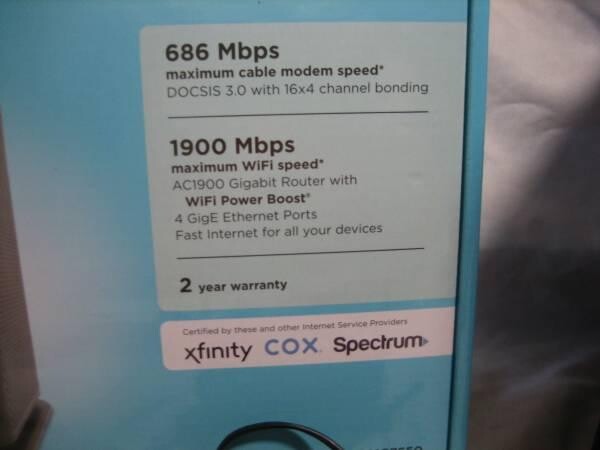 686 Mbps
maximum cable modem speed*
DOCSIS 3.0 with 16x4 channel bonding
1900 Mbps
maximum WiFi speed*
AC1900 Gigabit Router with
WiFi Power Boost®
4 GigE Ethernet Ports
Fast Internet for all your devices
2 year warranty
Certified by these and other Internet Service Providers
xfinity COX Spectrum